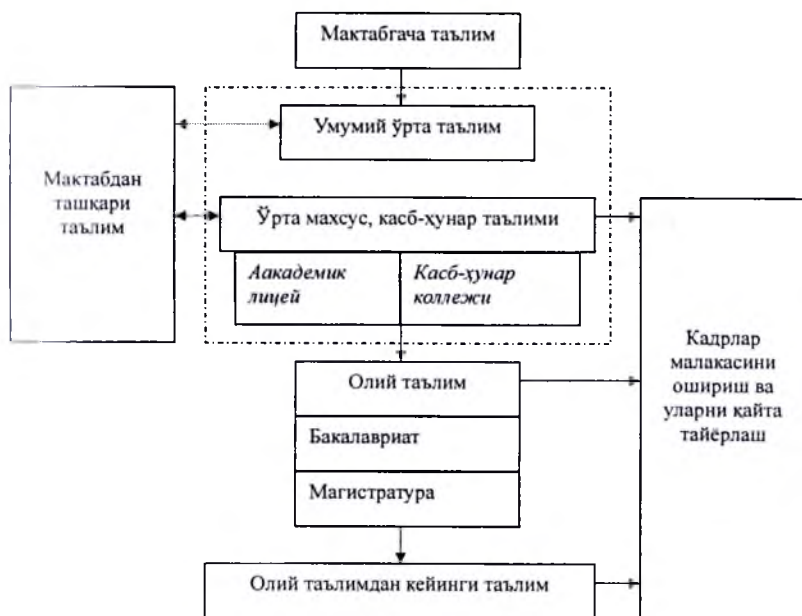 Мактабгача таълим
Умумий ўрта таълим
Мактабдан
ташқари
таълим
Ўрта махсус, касб-ҳунар таълими
Аакадемик
лицей
Касб-ҳунар
коллежи
Кадрлар
малакасини
ошириш ва
уларни қайта
тайёрлаш
Олий таълим
Бакалавриат
Магистратура
Олий таълимдан кейинги таълим